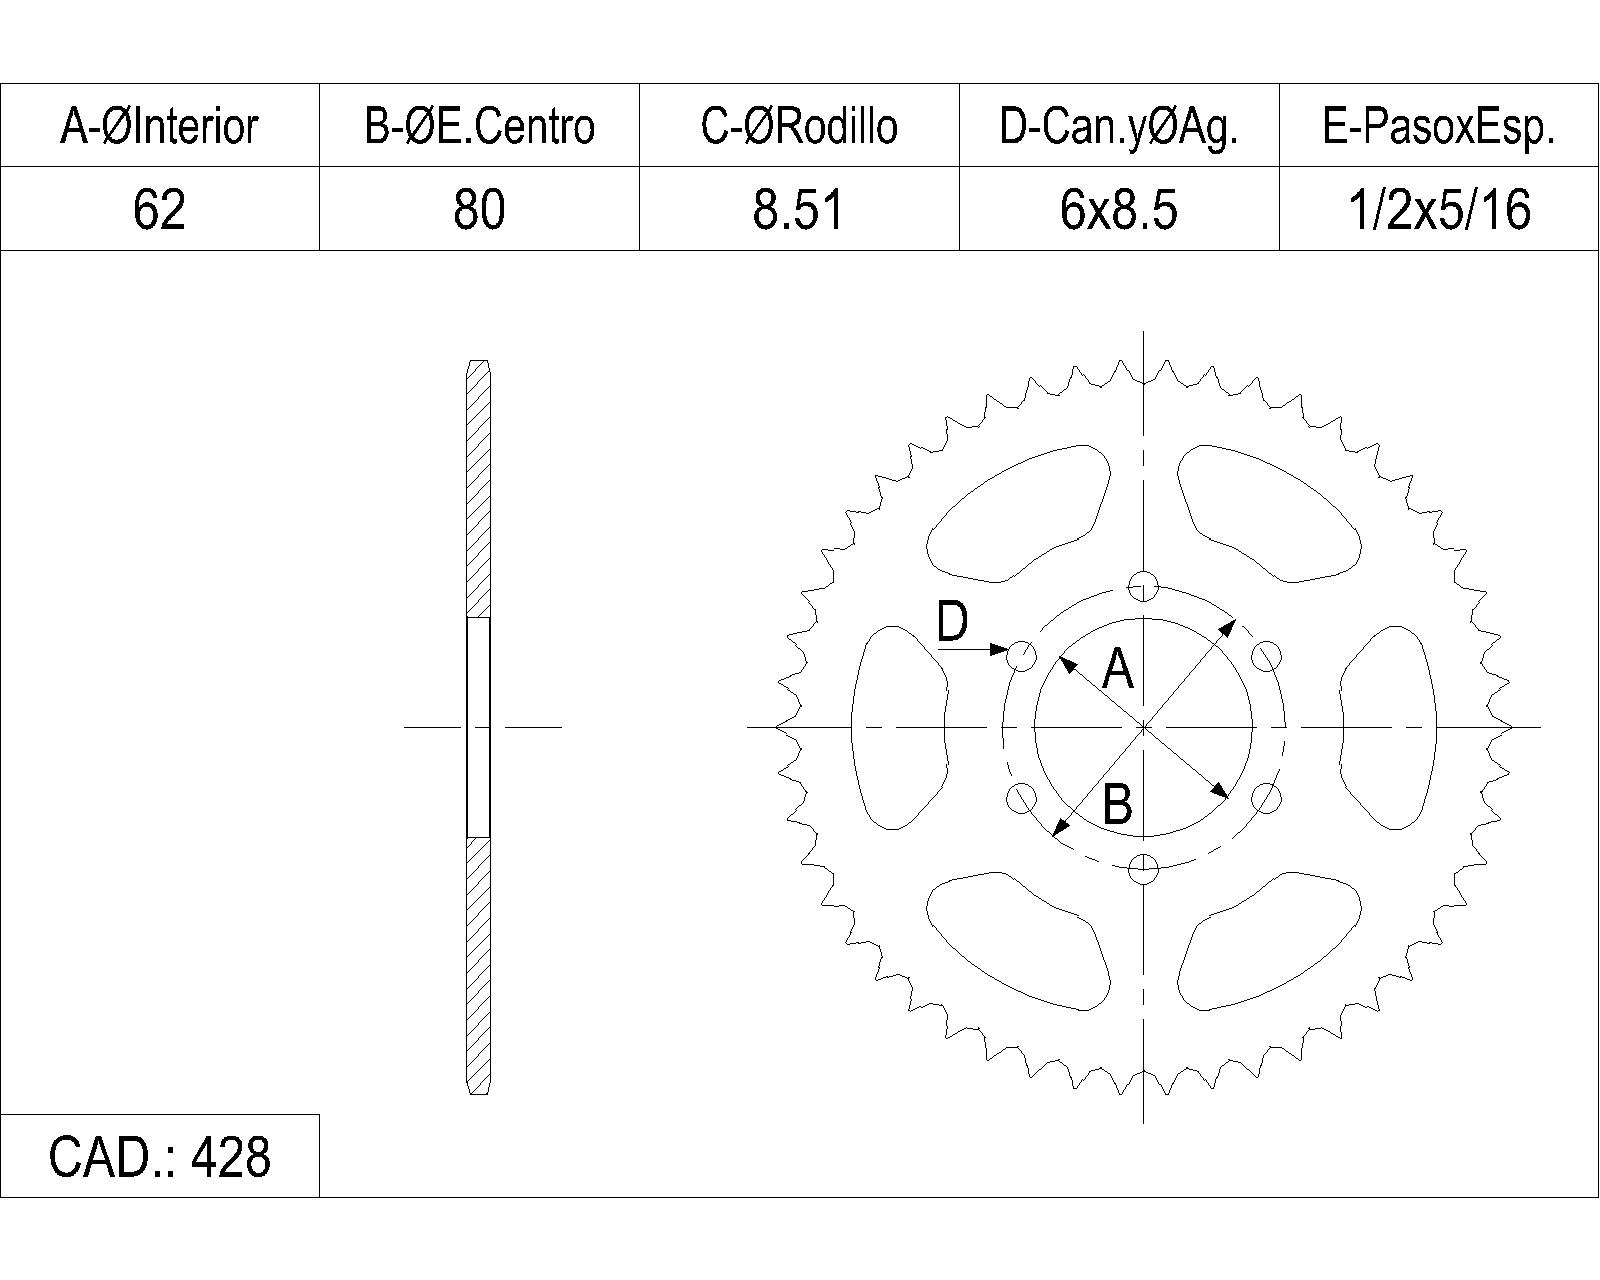 A-ØInterior B-ØE.Centro C-ØRodillo D-Can.yØAg. E-PasoxEsp.
62 80 8.51 6x8.5 1/2x5/16
D
A
B
CAD.: 428